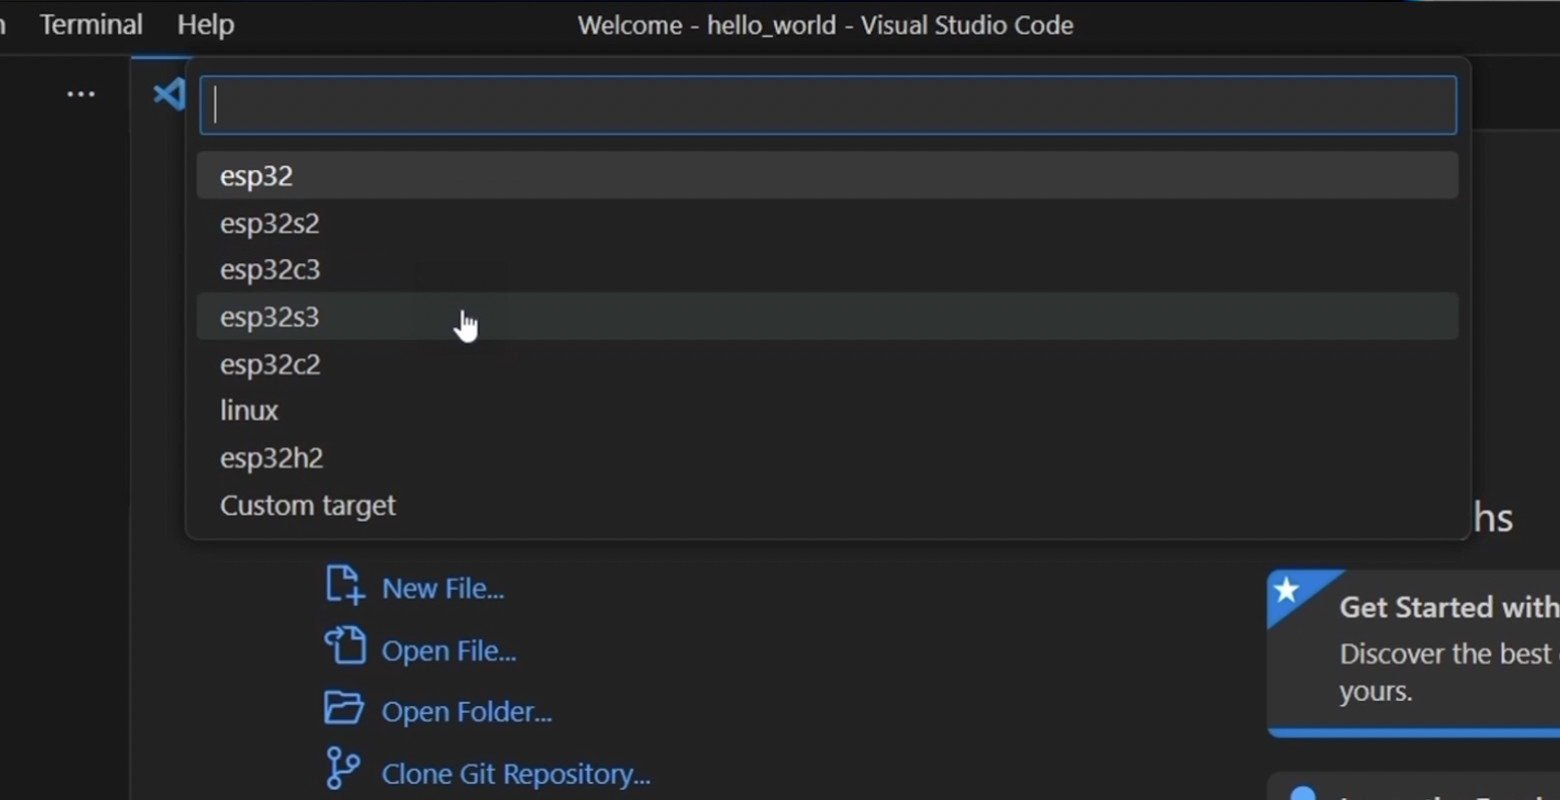 Terminal Help Welcome - hello_world - Visual Studio Code
esp32
esp32s2
esp32c3
esp32s3
esp32c2
linux
esp32h2
Custom target
New File...
Open File...
Open Folder...
Clone Git Repository...
hs
Get Started with
Discover the best
yours.